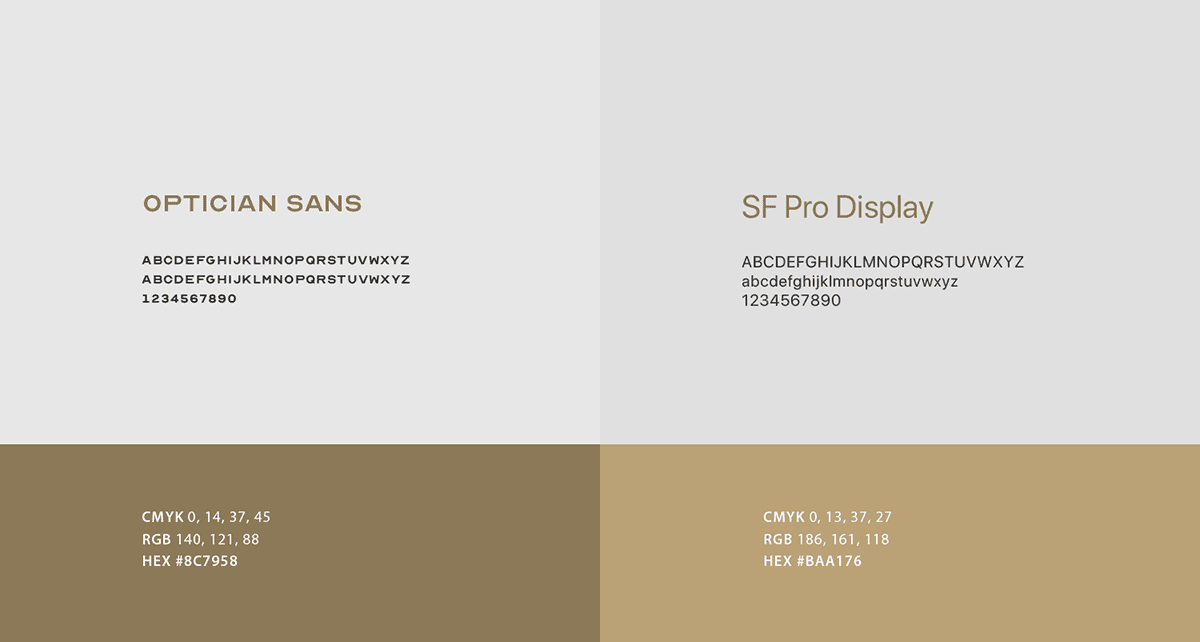 OPTICIAN SANS
ABCDEFGHIJKLMNOPQRSTUVWXYZ
ABCDEFGHIJKLMNOPQRSTUVWXYZ
1234567890
SF Pro Display
ABCDEFGHIJKLMNOPQRSTUVWXYZ
abcdefghijklmnopqrstuvwxyz
1234567890
CMYK 0, 14, 37, 45
RGB 140, 121, 88
HEX #8C7958
CMYK 0, 13, 37, 27
RGB 186, 161, 118
HEX #BAA176